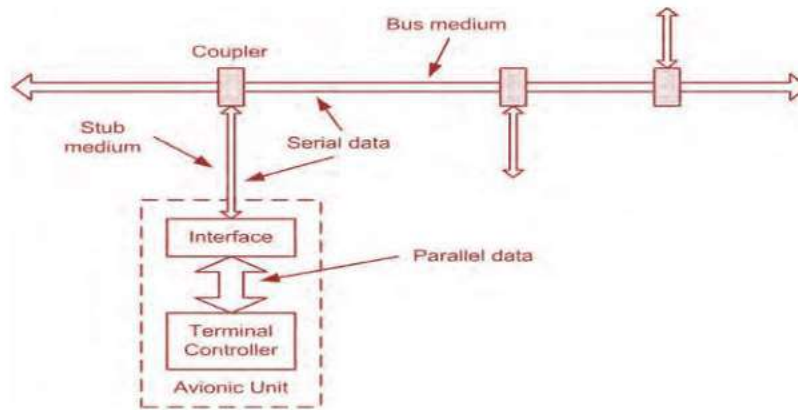 Bus medium
Coupler
Stub
medium
Serial data
Interface
Parallel data
Terminal
Controller
Avionic Unit